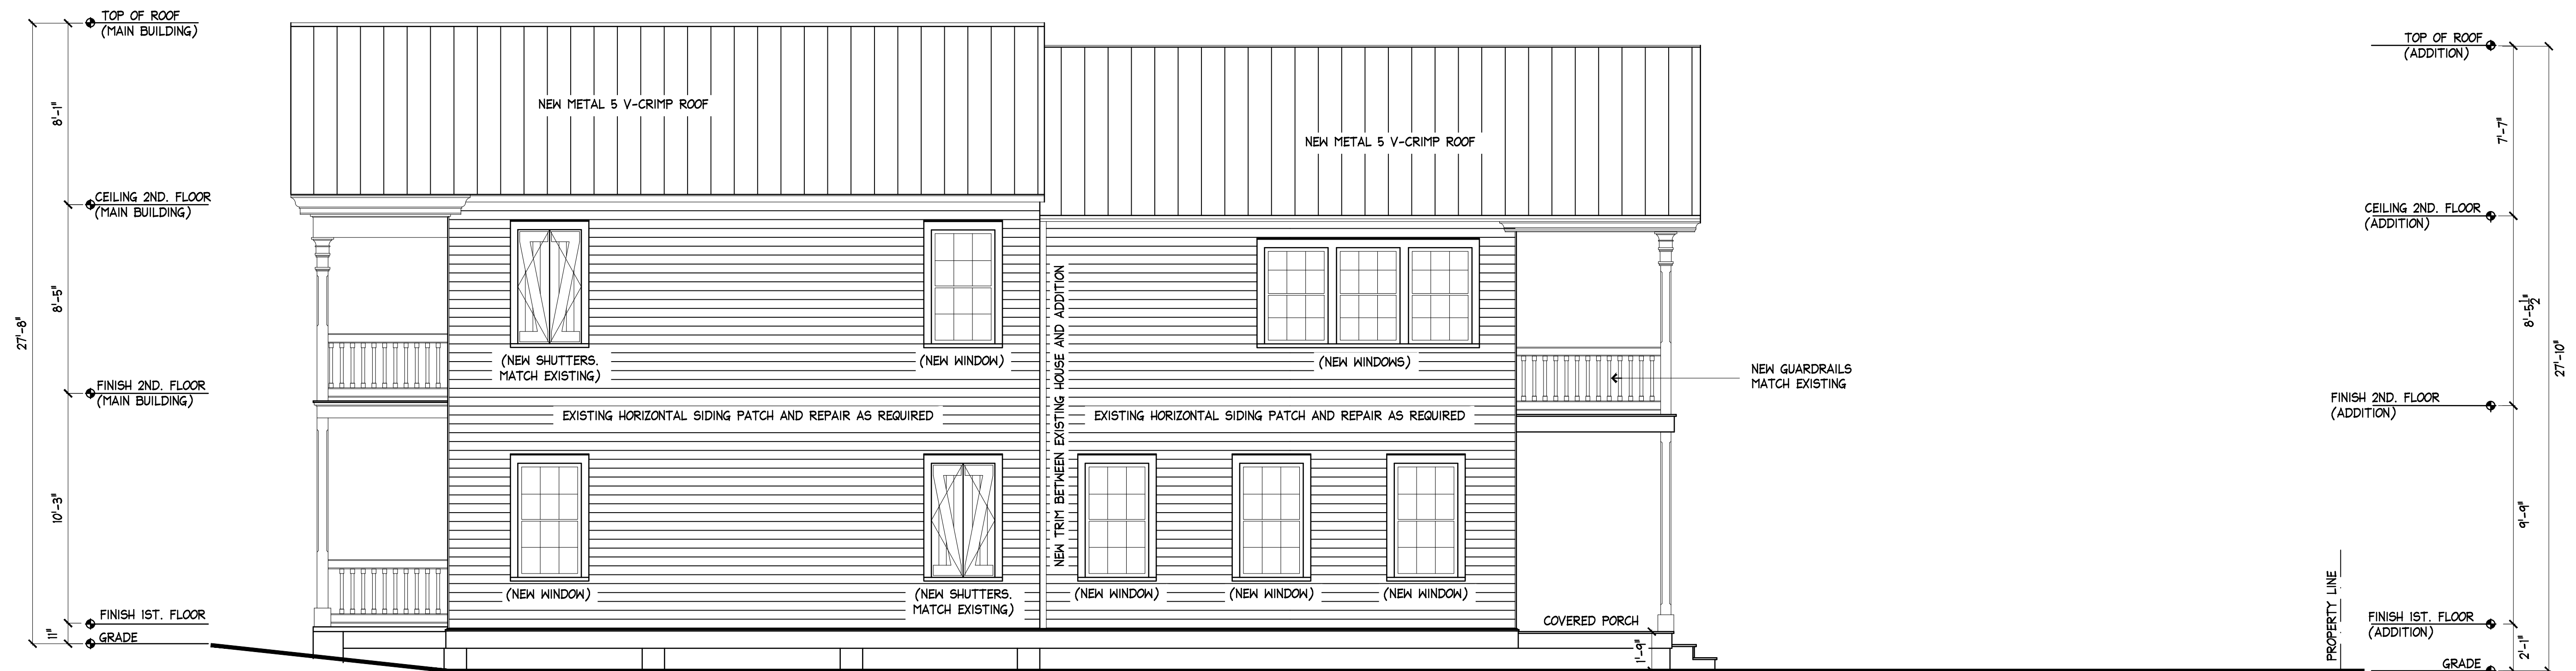 TOP OF ROOF
(MAIN BUILDING)
8'-1"
CEILING 2ND. FLOOR
(MAIN BUILDING)
27'-8"
8'-5"
FINISH 2ND. FLOOR
(MAIN BUILDING)
10'-3"
FINISH 1ST. FLOOR
11"
GRADE
NEW METAL 5 V-CRIMP ROOF
NEW METAL 5 V-CRIMP ROOF
(NEW SHUTTERS.
MATCH EXISTING)
(NEW WINDOW)
(NEW WINDOWS)
NEW TRIM BETWEEN EXISTING HOUSE AND ADDITION
EXISTING HORIZONTAL SIDING PATCH AND REPAIR AS REQUIRED
EXISTING HORIZONTAL SIDING PATCH AND REPAIR AS REQUIRED
NEW GUARDRAILS
MATCH EXISTING
(NEW WINDOW)
(NEW SHUTTERS.
MATCH EXISTING)
(NEW WINDOW)
(NEW WINDOW)
(NEW WINDOW)
COVERED PORCH
1'-9"
PROPERTY LINE
TOP OF ROOF
(ADDITION)
7'-7"
CEILING 2ND. FLOOR
(ADDITION)
8'-5 1/2"
27'-10"
FINISH 2ND. FLOOR
(ADDITION)
9'-9"
FINISH 1ST. FLOOR
(ADDITION)
2'-1"
GRADE